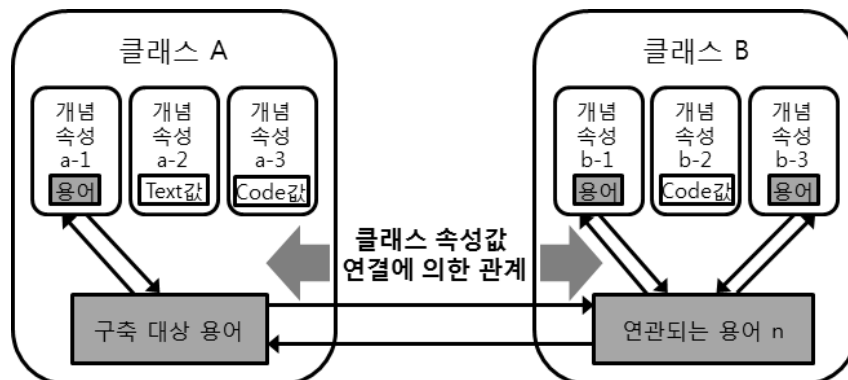 클래스 A
개념
속성
a-1
용어
개념
속성
a-2
Text값
개념
속성
a-3
Code값
구축 대상 용어
클래스 속성값
연결에 의한 관계
클래스 B
개념
속성
b-1
용어
개념
속성
b-2
Code값
개념
속성
b-3
용어
연관되는 용어 n